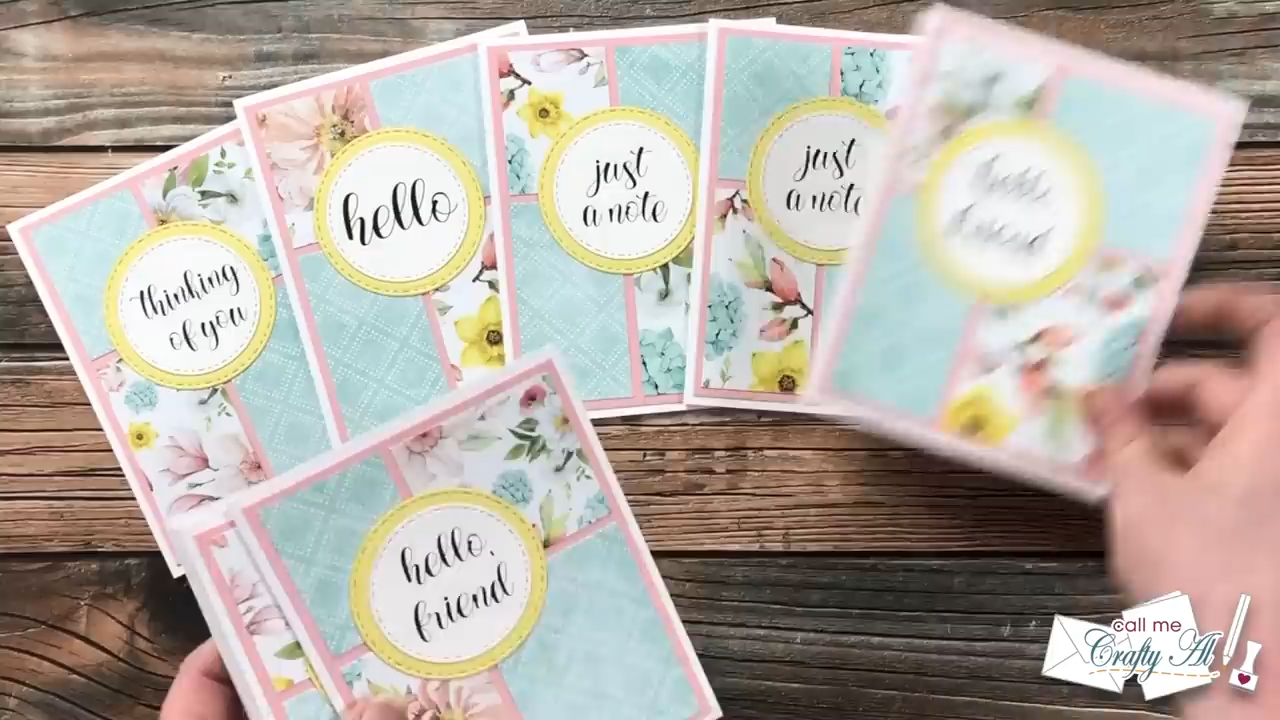 thinking
of you
hello
just
a note
just
a note
hello,
friend
call me
Crafty Al